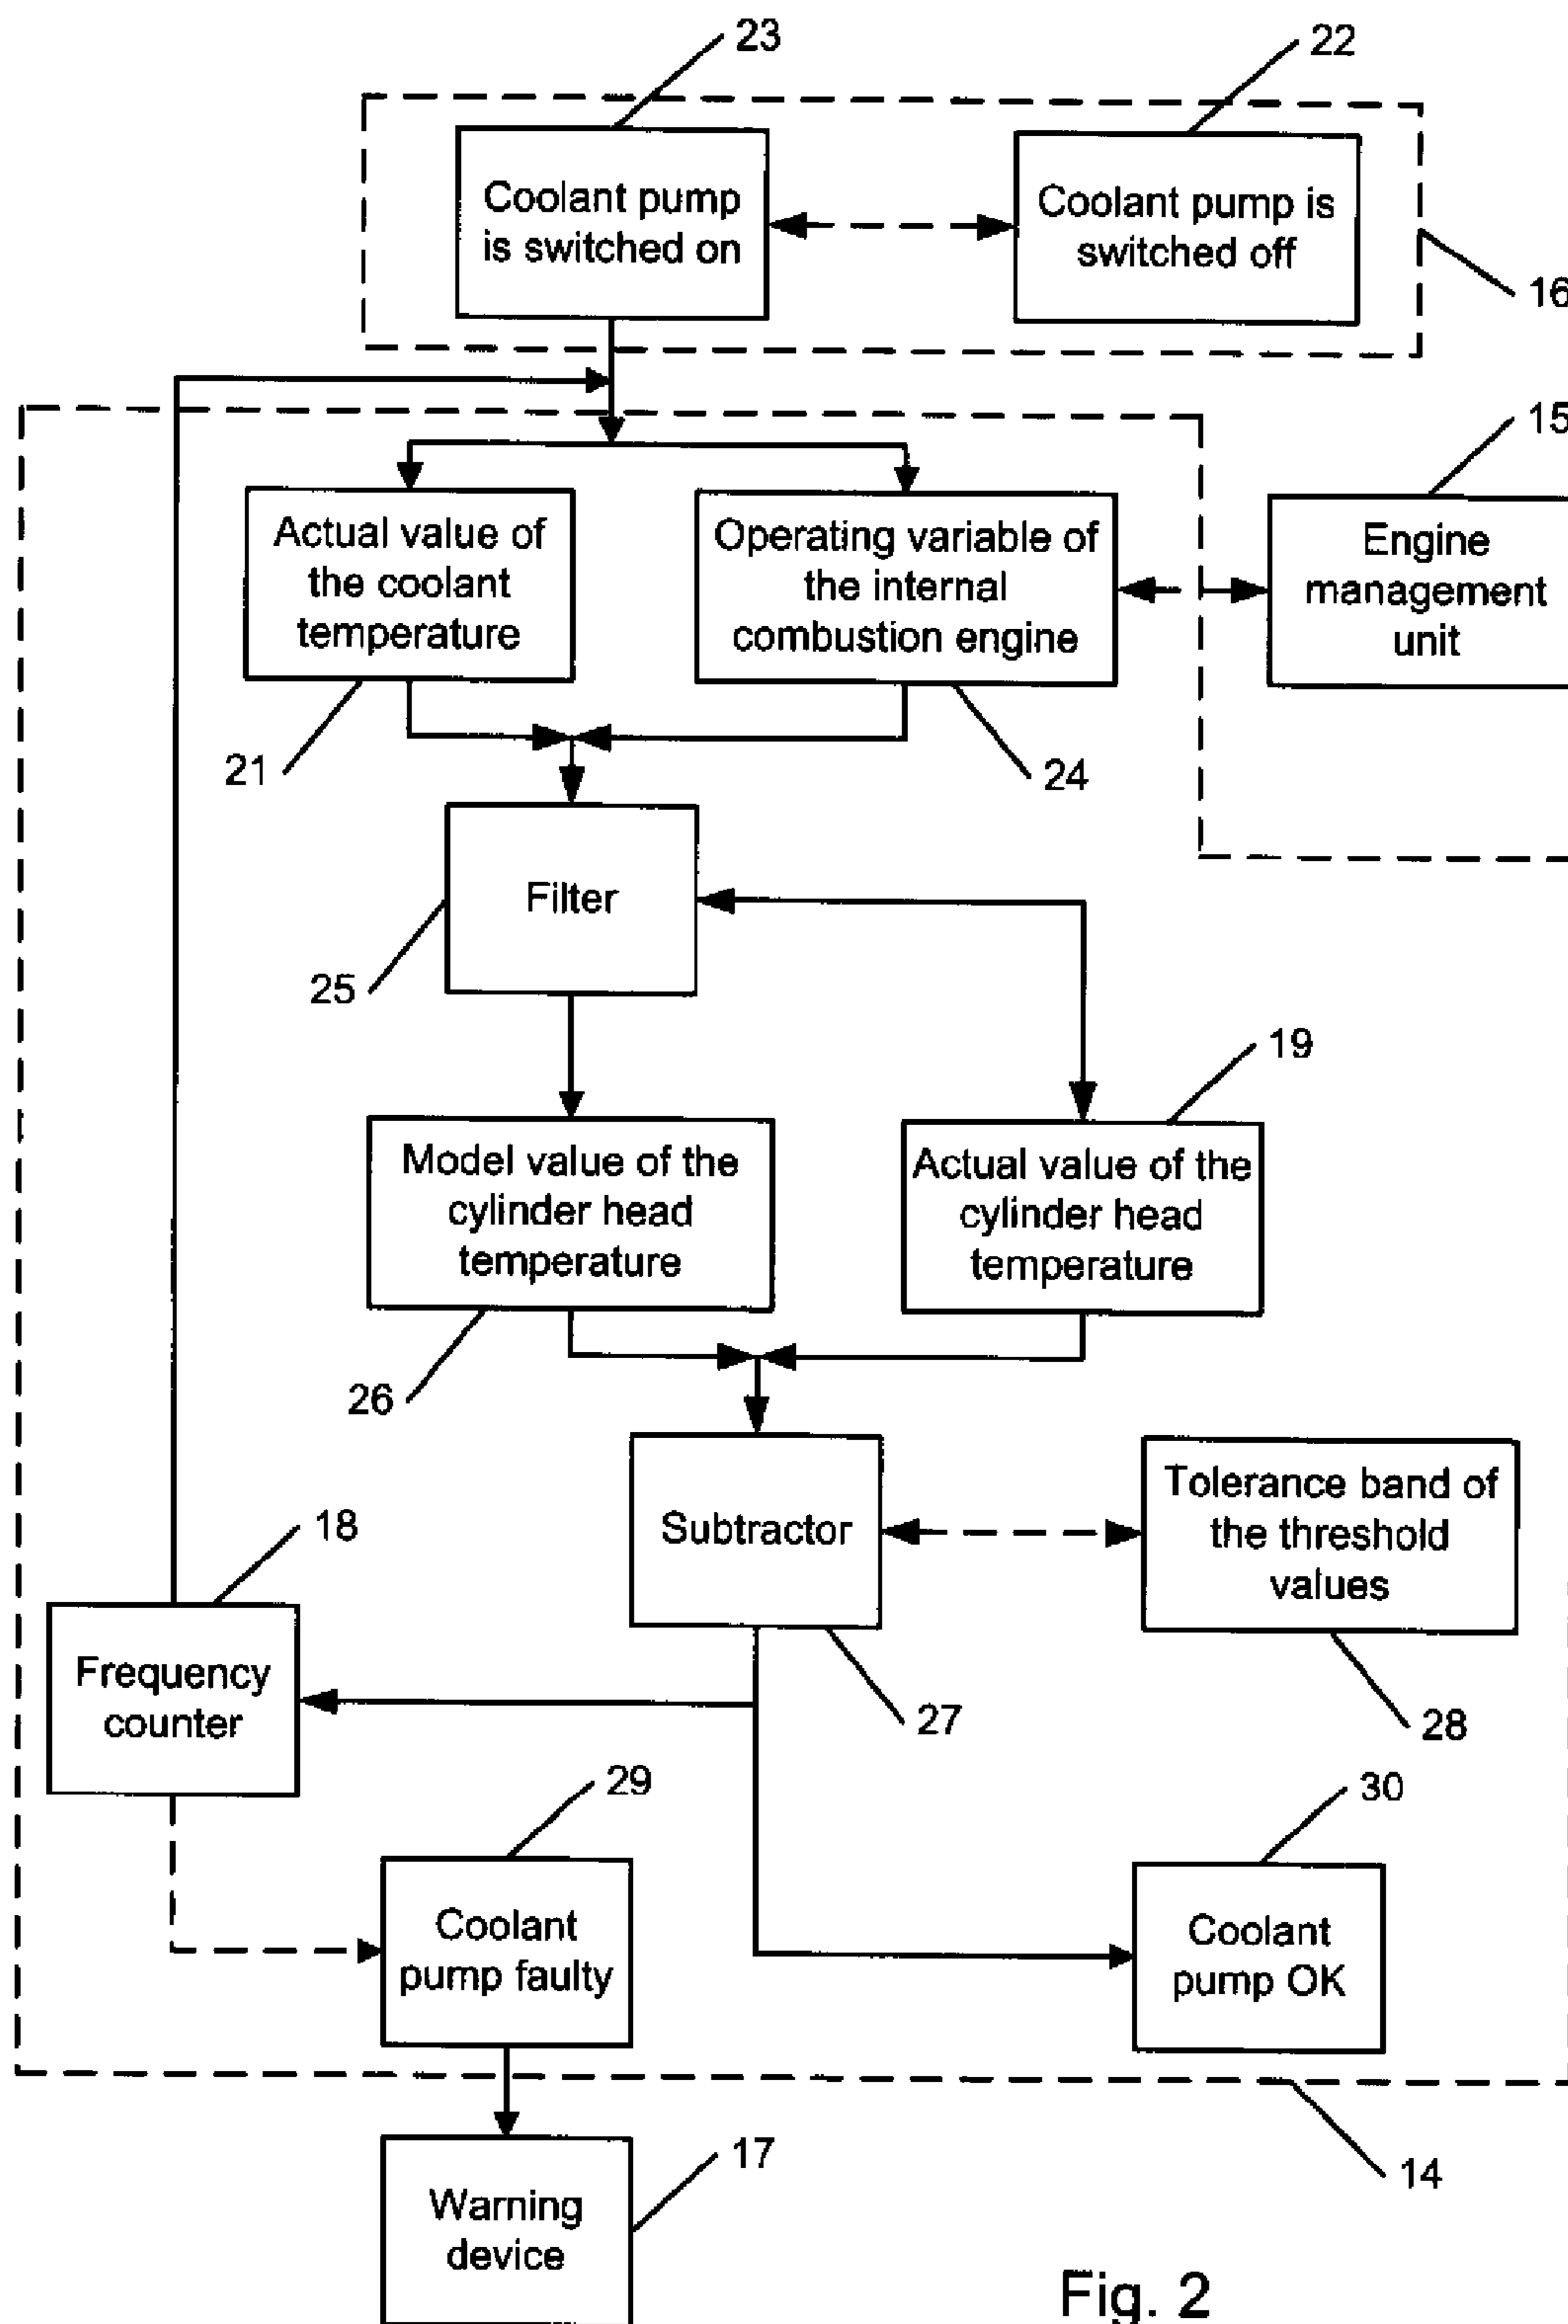 23
22
Coolant pump
is switched on
Coolant pump is
switched off
16
15
Actual value of
the coolant
temperature
Operating variable of
the internal
combustion engine
Engine
management
unit
21
24
Filter
25
19
Model value of the
cylinder head
temperature
Actual value of the
cylinder head
temperature
26
Subtractor
Tolerance band of
the threshold
values
18
Frequency
counter
27
28
29
30
Coolant
pump faulty
Coolant
pump OK
14
17
Warning
device
Fig. 2